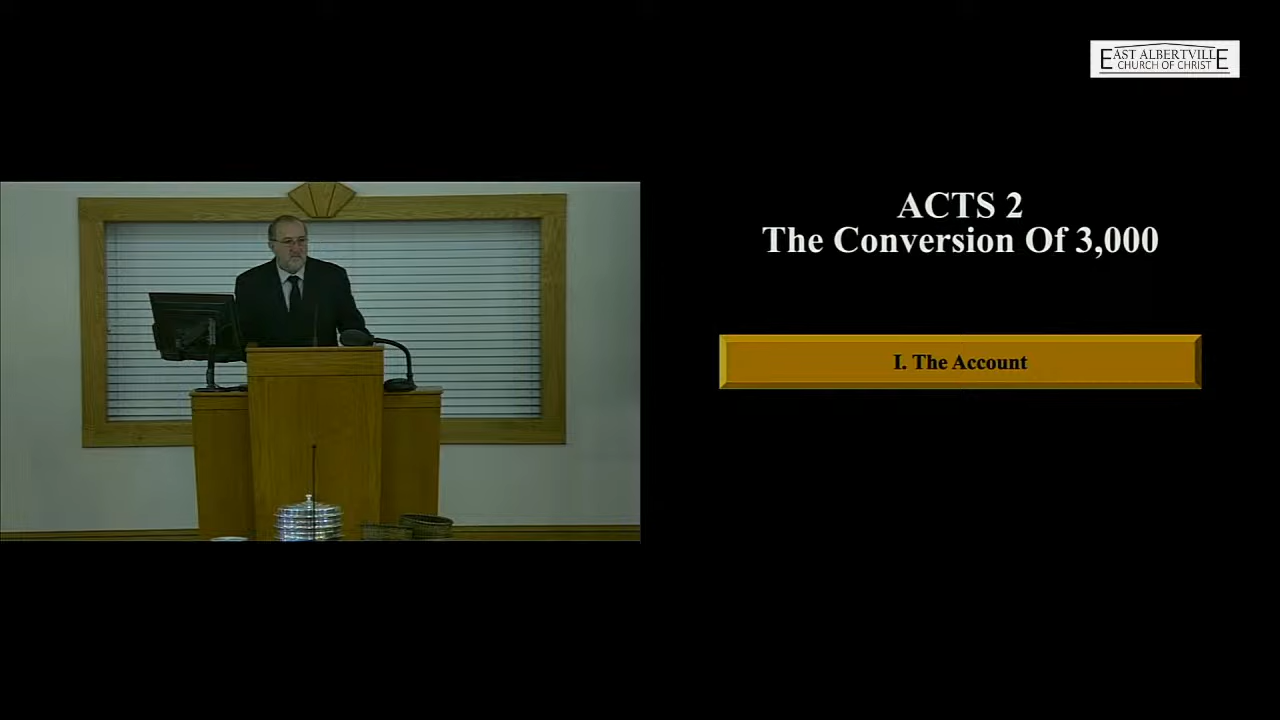 EAST ALBERTVILLE
CHURCH OF CHRIST
ACTS 2
The Conversion Of 3,000
I. The Account